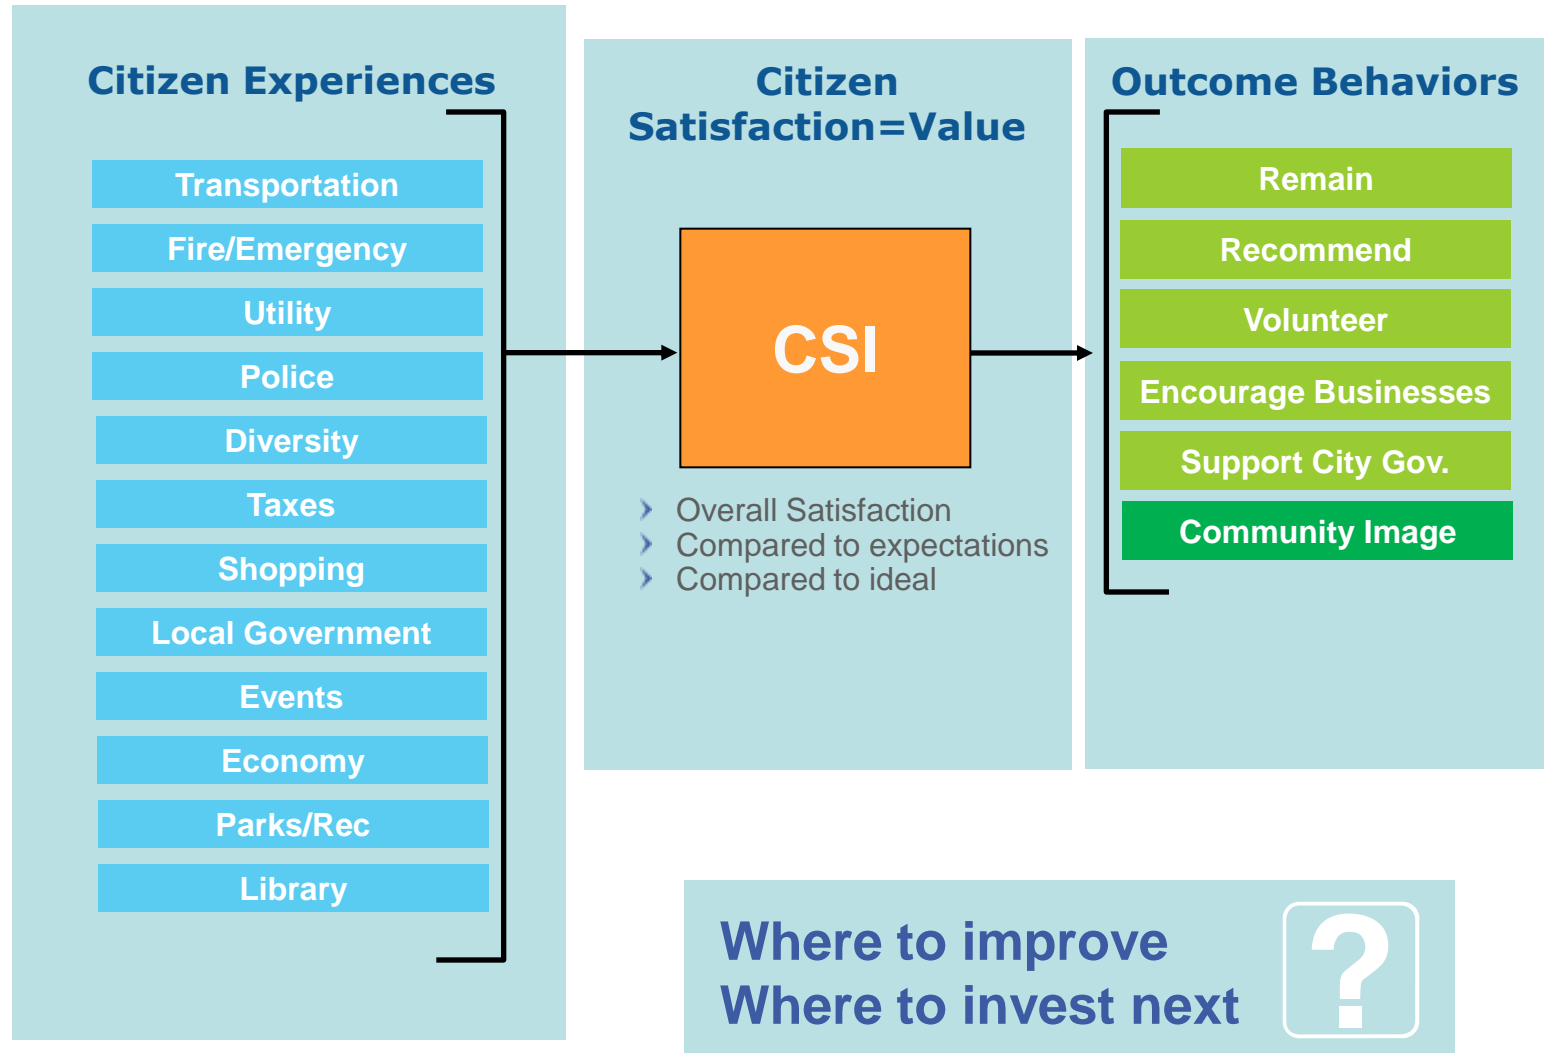 Citizen Experiences
Transportation
Fire/Emergency
Utility
Police
Diversity
Taxes
Shopping
Local Government
Events
Economy
Parks/Rec
Library
Citizen
Satisfaction=Value
CSI
Overall Satisfaction
Compared to expectations
Compared to ideal
Outcome Behaviors
Remain
Recommend
Volunteer
Encourage Businesses
Support City Gov.
Community Image
Where to improve
Where to invest next
?